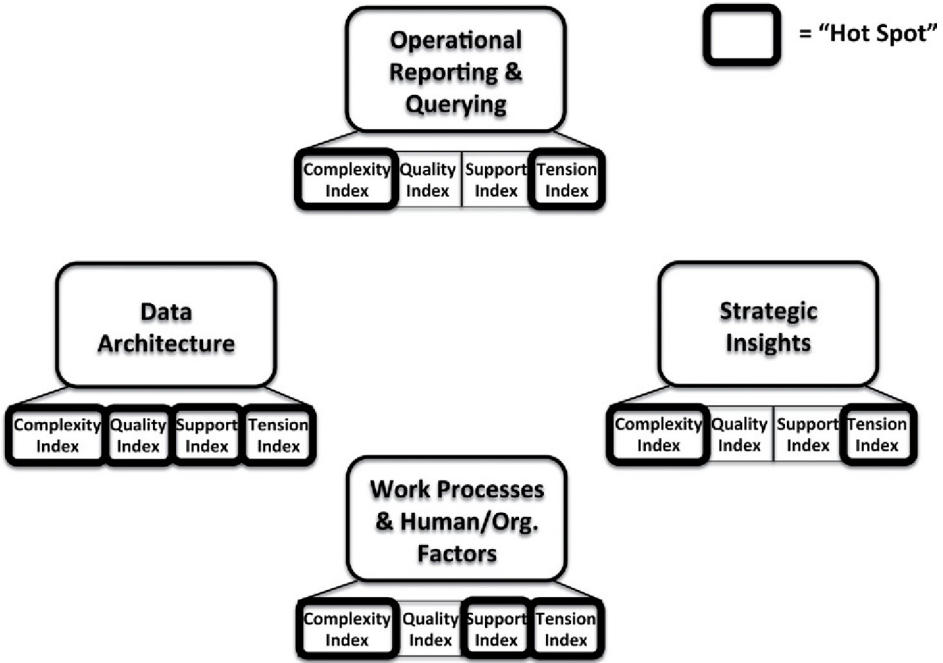 Operational
Reporting &
Querying
= “Hot Spot”
Complexity
Index
Quality
Index
Support
Index
Tension
Index
Data
Architecture
Complexity
Index
Quality
Index
Support
Index
Tension
Index
Strategic
Insights
Complexity
Index
Quality
Index
Support
Index
Tension
Index
Work Processes
& Human/Org.
Factors
Complexity
Index
Quality
Index
Support
Index
Tension
Index